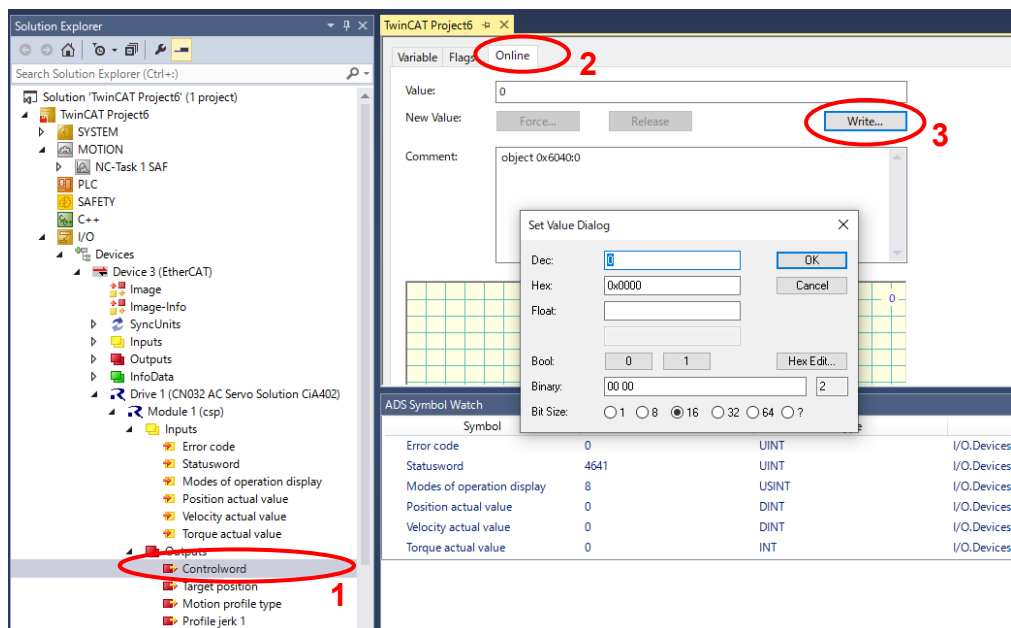 Solution Explorer
Search Solution Explorer (Ctrl+:)
Solution 'TwinCAT Project6' (1 project)
TwinCAT Project6
SYSTEM
MOTION
NC-Task 1 SAF
PLC
SAFETY
C++
I/O
Devices
Device 3 (EtherCAT)
Image
Image-Info
SyncUnits
Inputs
Outputs
InfoData
Drive 1 (CN032 AC Servo Solution CiA402)
Module 1 (csp)
Inputs
Error code
Statusword
Modes of operation display
Position actual value
Velocity actual value
Torque actual value
Outputs
Controlword
1
Target position
Motion profile type
Profile jerk 1
TwinCAT Project6
Variable Flags Online
2
Value: 0
New Value: Force... Release Write...
3
Comment: object 0x6040:0
0
Set Value Dialog
Dec: 0 OK
Hex: 0x0000 Cancel
Float:
Bool: 0 1 Hex Edit...
Binary: 00 00 2
Bit Size: 1 8 16 32 64 ?
ADS Symbol Watch
Symbol
Error code 0 UINT I/O.Devices
Statusword 4641 UINT I/O.Devices
Modes of operation display 8 USINT I/O.Devices
Position actual value 0 DINT I/O.Devices
Velocity actual value 0 DINT I/O.Devices
Torque actual value 0 INT I/O.Devices